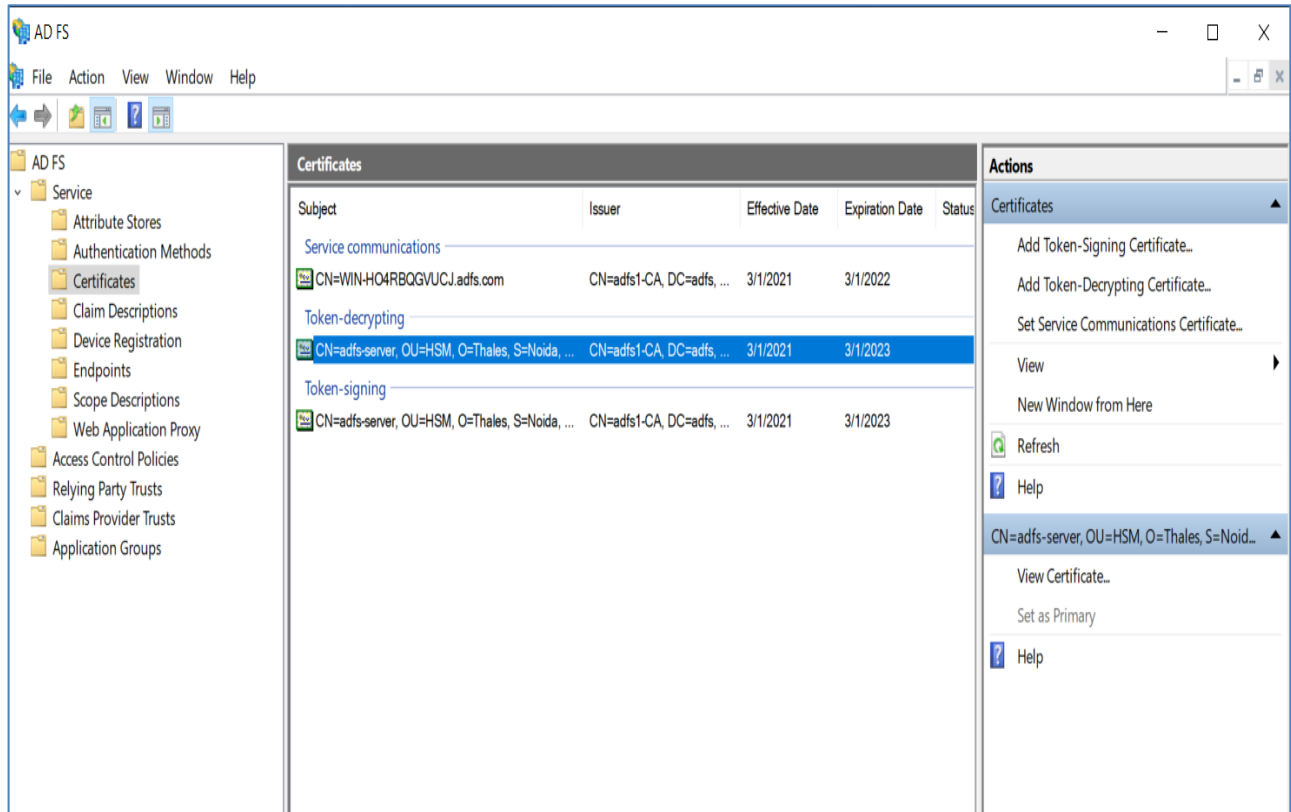 AD FS
File Action View Window Help
AD FS
Service
Attribute Stores
Authentication Methods
Certificates
Claim Descriptions
Device Registration
Endpoints
Scope Descriptions
Web Application Proxy
Access Control Policies
Relying Party Trusts
Claims Provider Trusts
Application Groups
Certificates
Subject Issuer Effective Date Expiration Date Status
Service communications
CN=WIN-HO4RBQGVUCJ.adfs.com CN=adfs1-CA, DC=adfs, ... 3/1/2021 3/1/2022
Token-decrypting
CN=adfs-server, OU=HSM, O=Thales, S=Noida, ... CN=adfs1-CA, DC=adfs, ... 3/1/2021 3/1/2023
Token-signing
CN=adfs-server, OU=HSM, O=Thales, S=Noida, ... CN=adfs1-CA, DC=adfs, ... 3/1/2021 3/1/2023
Actions
Certificates
Add Token-Signing Certificate...
Add Token-Decrypting Certificate...
Set Service Communications Certificate...
View
New Window from Here
Refresh
Help
CN=adfs-server, OU=HSM, O=Thales, S=Noid...
View Certificate...
Set as Primary
Help